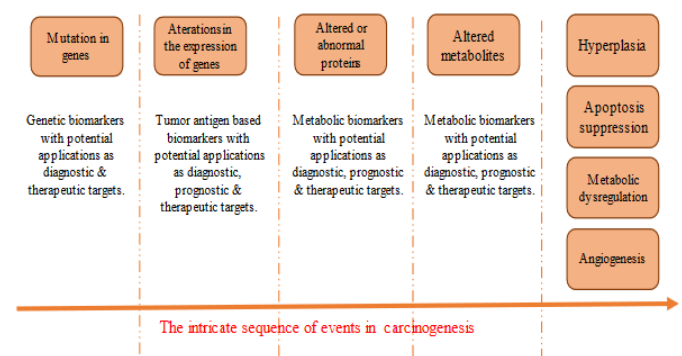 Mutation in
genes
Aterations in
the expression
of genes
Altered or
abnormal
proteins
Altered
metabolites
Hyperplasia
Apoptosis
suppression
Metabolic
dysregulation
Angiogenesis
Genetic biomarkers
with potential
applications as
diagnostic &
therapeutic targets.
Tumor antigen based
biomarkers with
potential applications
as diagnostic,
prognostic &
therapeutic targets.
Metabolic biomarkers
with potential
applications as
diagnostic, prognostic
& therapeutic targets.
Metabolic biomarkers
with potential
applications as
diagnostic, prognostic
& therapeutic targets.
The intricate sequence of events in carcinogenesis